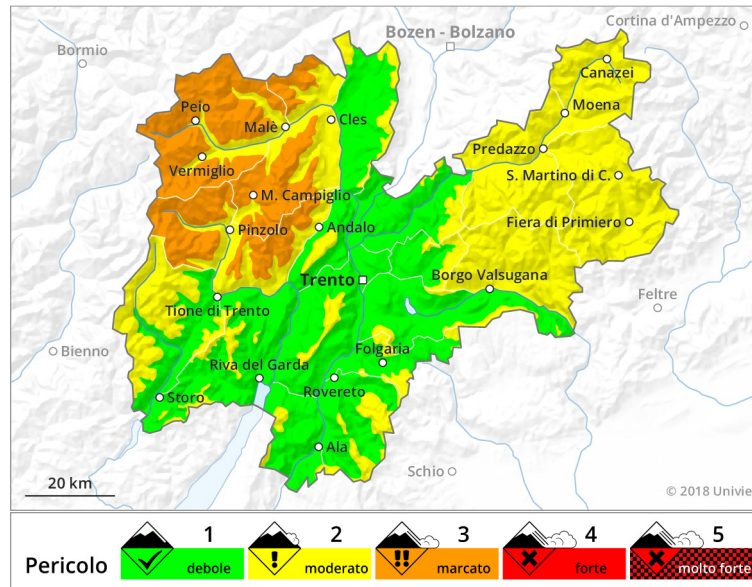 Cortina d'Ampezzo
Bozen - Bolzano
Bormio
Canazei
Peio
Moena
Malè
Cles
Predazzo
Vermiglio
S. Martino di C.
M. Campiglio
Fiera di Primiero
Pinzolo
Andalo
Borgo Valsugana
Trento
Feltre
Tione di Trento
Bienno
Folgaria
Riva del Garda
Rovereto
Storo
Ala
Schio
20 km
© 2018 Univie
1 2 3 4 5
Pericolo debole moderato marcato forte molto forte